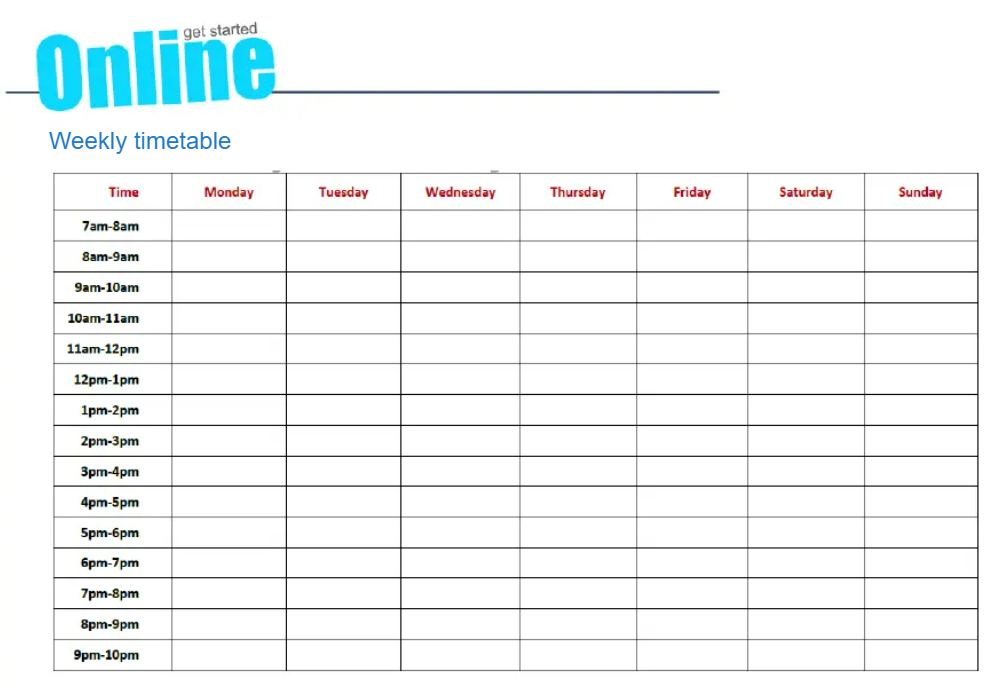 get started
Online
Weekly timetable
Time Monday Tuesday Wednesday Thursday Friday Saturday Sunday
7am-8am
8am-9am
9am-10am
10am-11am
11am-12pm
12pm-1pm
1pm-2pm
2pm-3pm
3pm-4pm
4pm-5pm
5pm-6pm
6pm-7pm
7pm-8pm
8pm-9pm
9pm-10pm